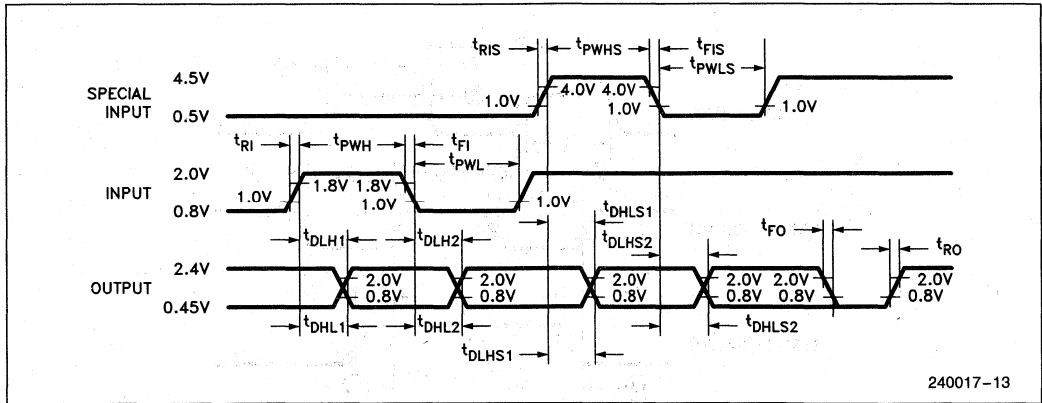 tRIS tPWHS tFIS
tPWLS
4.5V
SPECIAL
INPUT
4.0V 4.0V
1.0V 1.0V 1.0V
0.5V
tRI tPWH tFI
tPWL
2.0V
INPUT
1.8V 1.8V
1.0V 1.0V 1.0V
0.8V
tDHLS1
tDLH1 tDLH2 tDLHS2 tFO tRO
2.4V
OUTPUT
2.0V 2.0V 2.0V 2.0V 2.0V 2.0V
0.8V 0.8V 0.8V 0.8V 0.8V 0.8V
0.45V
tDHL1 tDHL2 tDHLS2
tDLHS1
240017–13